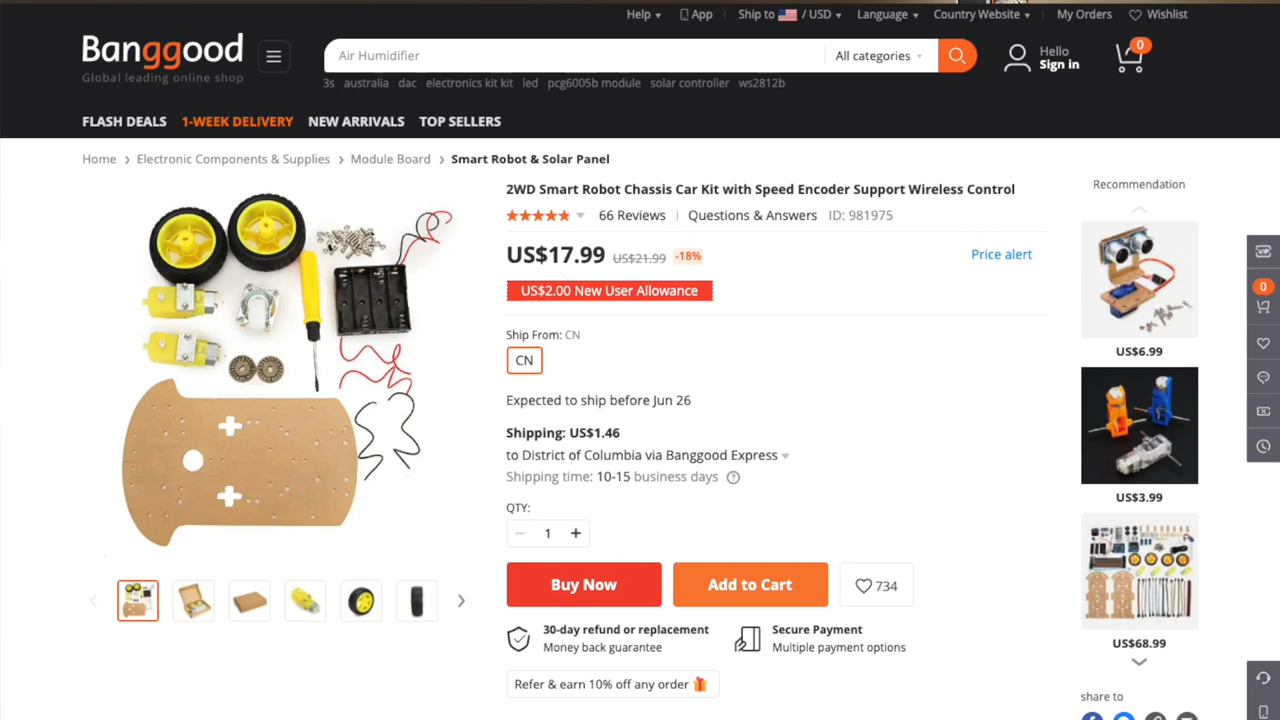 Help
App
Ship to / USD
Language
Country Website
My Orders
Wishlist
Banggood
Global leading online shop
Air Humidifier
All categories
Hello
Sign in
0
3s australia dac electronics kit kit led pcg6005b module solar controller ws2812b
FLASH DEALS 1-WEEK DELIVERY NEW ARRIVALS TOP SELLERS
Home › Electronic Components & Supplies › Module Board › Smart Robot & Solar Panel
2WD Smart Robot Chassis Car Kit with Speed Encoder Support Wireless Control
66 Reviews | Questions & Answers ID: 981975
US$17.99 US$21.99 -18%
Price alert
US$2.00 New User Allowance
Ship From: CN
CN
Expected to ship before Jun 26
Shipping: US$1.46
to District of Columbia via Banggood Express
Shipping time: 10-15 business days ?
QTY:
− 1 +
Buy Now
Add to Cart
734
30-day refund or replacement
Money back guarantee
Secure Payment
Multiple payment options
Refer & earn 10% off any order
Recommendation
US$6.99
US$3.99
US$68.99
share to
VIP
0